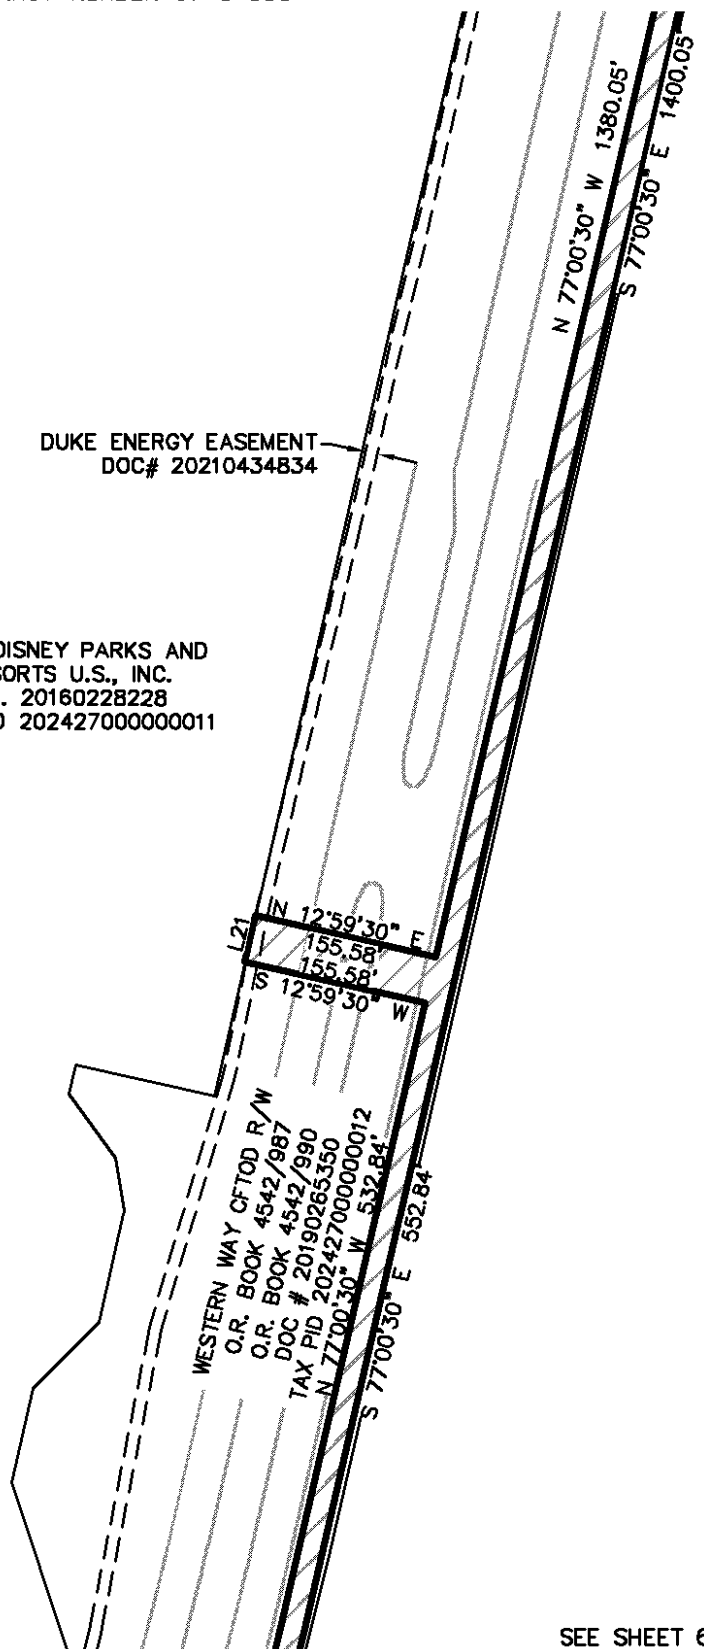 N 77°00'30" W 1380.05'
S 77°00'30" E 1400.05'
DUKE ENERGY EASEMENT
DOC# 20210434834
DISNEY PARKS AND
SORTS U.S., INC.
. 20160228228
202427000000011
N 12°59'30" E
155.58'
L21
155.58'
S 12°59'30" W
WESTERN WAY CFTOD R/W
O.R. BOOK 4542/987
O.R. BOOK 4542/990
DOC # 20190265350
TAX PID 202427000000012
N 77°00'30" W 532.84'
S 77°00'30" E 552.84'
SEE SHEET 6